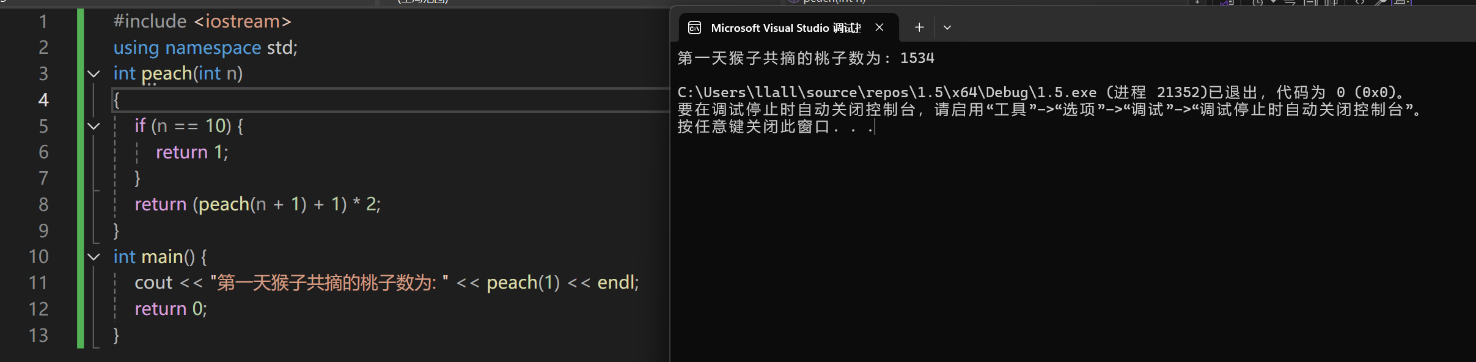 (全局范围)
peach(int n)
1 #include <iostream>
2 using namespace std;
3 int peach(int n)
4 {
5 if (n == 10) {
6 return 1;
7 }
8 return (peach(n + 1) + 1) * 2;
9 }
10 int main() {
11 cout << "第一天猴子共摘的桃子数为: " << peach(1) << endl;
12 return 0;
13 }
Microsoft Visual Studio 调试
第一天猴子共摘的桃子数为: 1534
C:\Users\llall\source\repos\1.5\x64\Debug\1.5.exe (进程 21352)已退出，代码为 0 (0x0)。
要在调试停止时自动关闭控制台，请启用“工具”->“选项”->“调试”->“调试停止时自动关闭控制台”。
按任意键关闭此窗口. . .